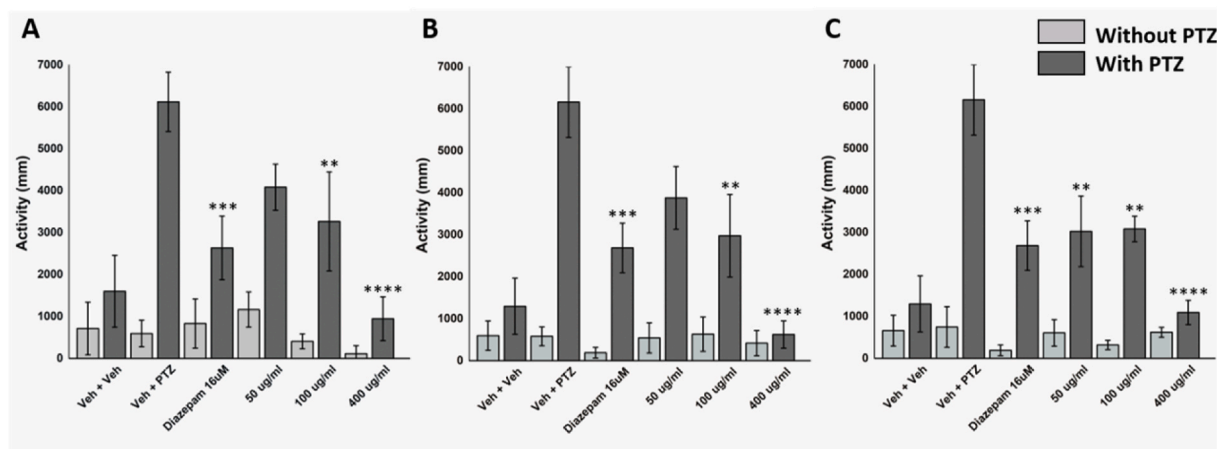 A
B
C
Without PTZ
With PTZ
Activity (mm)
7000
6000
5000
4000
3000
2000
1000
0
***
**
****
Veh + Veh
Veh + PTZ
Diazepam 16uM
50 ug/ml
100 ug/ml
400 ug/ml
Activity (mm)
7000
6000
5000
4000
3000
2000
1000
0
***
**
****
Veh + Veh
Veh + PTZ
Diazepam 16uM
50 ug/ml
100 ug/ml
400 ug/ml
Activity (mm)
7000
6000
5000
4000
3000
2000
1000
0
***
**
**
****
Veh + Veh
Veh + PTZ
Diazepam 16uM
50 ug/ml
100 ug/ml
400 ug/ml